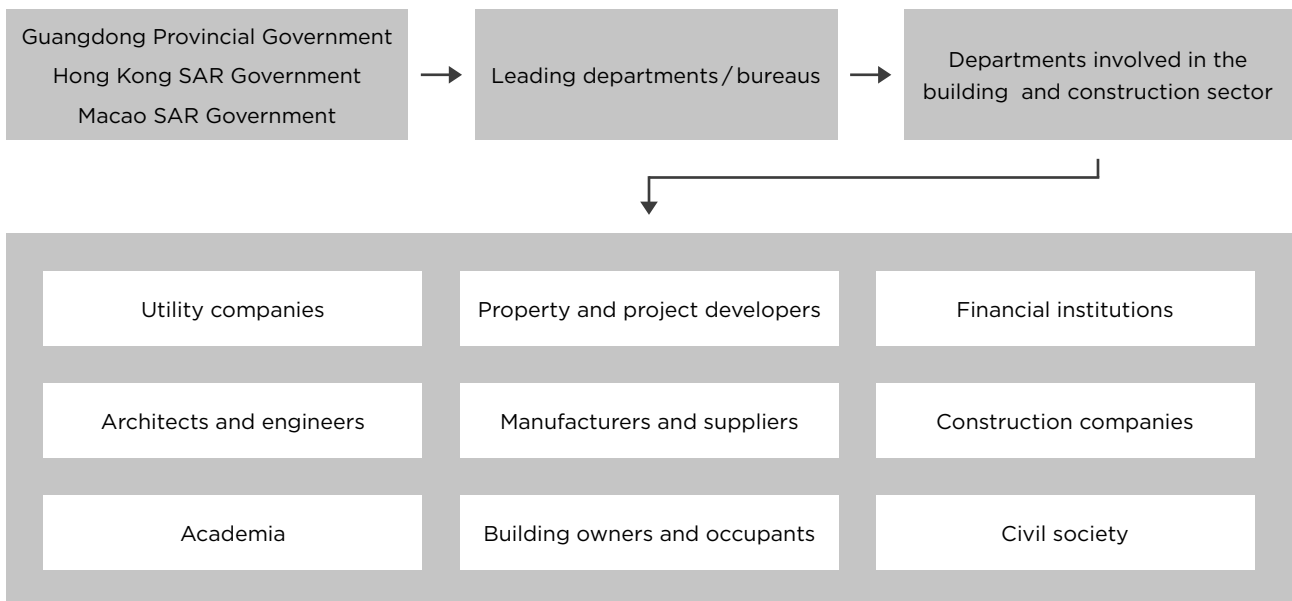 Guangdong Provincial Government
Hong Kong SAR Government
Macao SAR Government
Leading departments / bureaus
Departments involved in the
building and construction sector
Utility companies
Property and project developers
Financial institutions
Architects and engineers
Manufacturers and suppliers
Construction companies
Academia
Building owners and occupants
Civil society